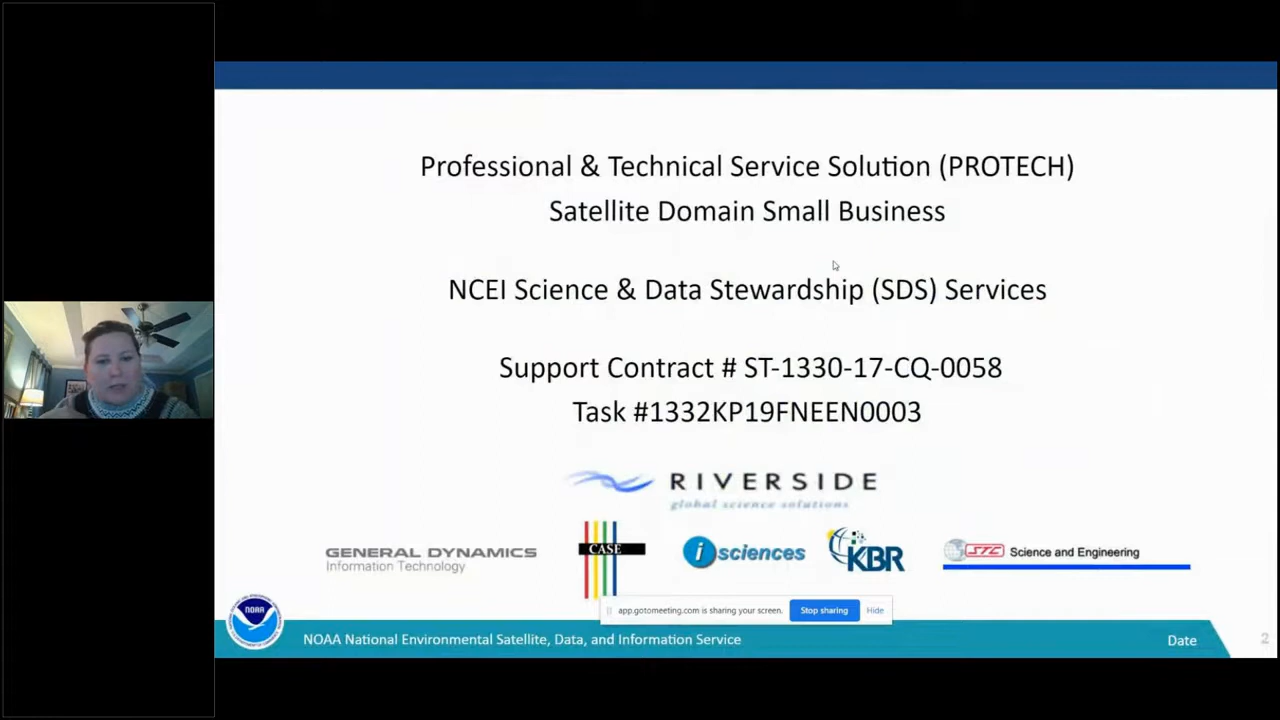 Professional & Technical Service Solution (PROTECH)
Satellite Domain Small Business
NCEI Science & Data Stewardship (SDS) Services
Support Contract # ST-1330-17-CQ-0058
Task #1332KP19FNEEN0003
RIVERSIDE
global science solutions
GENERAL DYNAMICS
Information Technology
CASE
isciences
KBR
STC Science and Engineering
app.gotomeeting.com is sharing your screen. Stop sharing Hide
NOAA
NOAA National Environmental Satellite, Data, and Information Service
Date
2